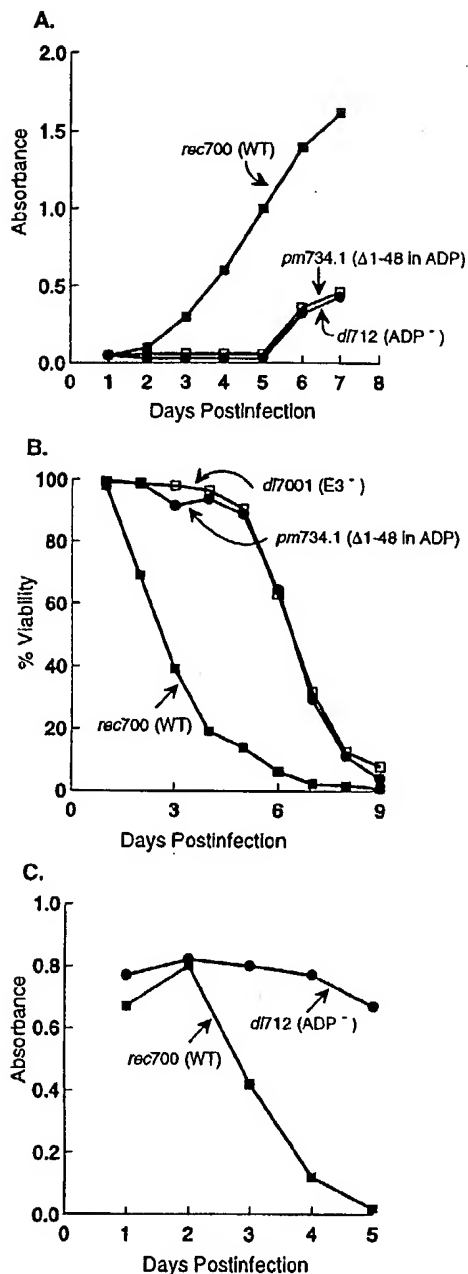 A.
2.0
1.5
1.0
0.5
0.0
Absorbance
rec700 (WT)
pm734.1 (Δ1-48 in ADP)
dl712 (ADP⁻)
0 1 2 3 4 5 6 7 8
Days Postinfection
B.
100
80
60
40
20
0
% Viability
dl7001 (E3⁻)
pm734.1 (Δ1-48 in ADP)
rec700 (WT)
0 3 6 9
Days Postinfection
C.
1.0
0.8
0.6
0.4
0.2
0.0
Absorbance
dl712 (ADP⁻)
rec700 (WT)
0 1 2 3 4 5
Days Postinfection